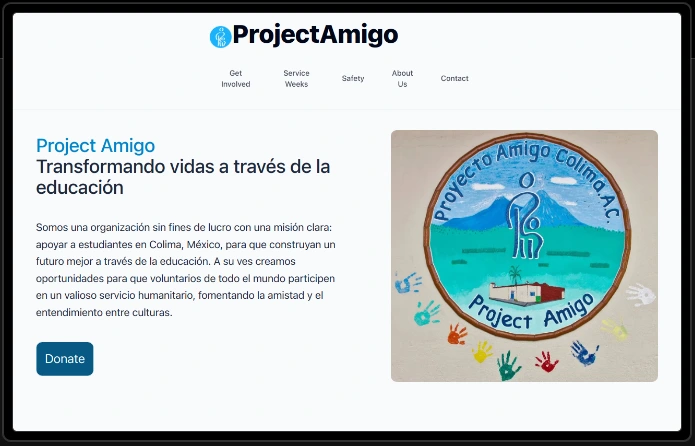 ProjectAmigo
Get
Involved
Service
Weeks
Safety
About
Us
Contact
Project Amigo
Transformando vidas a través de la
educación
Somos una organización sin fines de lucro con una misión clara:
apoyar a estudiantes en Colima, México, para que construyan un
futuro mejor a través de la educación. A su ves creamos
oportunidades para que voluntarios de todo el mundo participen
en un valioso servicio humanitario, fomentando la amistad y el
entendimiento entre culturas.
Donate
Proyecto Amigo Colima, A.C.
Project Amigo